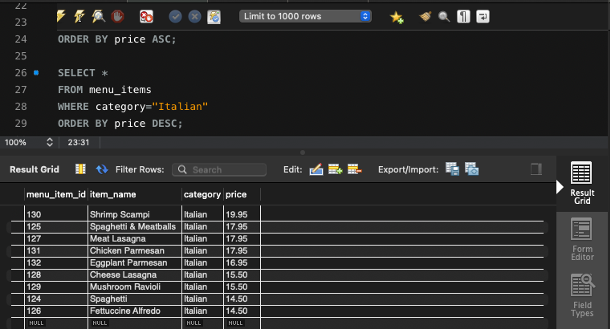 22
23
Limit to 1000 rows
24 ORDER BY price ASC;
25
26 SELECT *
27 FROM menu_items
28 WHERE category="Italian"
29 ORDER BY price DESC;
100% 23:31
Result Grid Filter Rows: Search Edit: Export/Import:
menu_item_id item_name category price
130 Shrimp Scampi Italian 19.95
125 Spaghetti & Meatballs Italian 17.95
127 Meat Lasagna Italian 17.95
131 Chicken Parmesan Italian 17.95
132 Eggplant Parmesan Italian 16.95
128 Cheese Lasagna Italian 15.50
129 Mushroom Ravioli Italian 15.50
124 Spaghetti Italian 14.50
126 Fettuccine Alfredo Italian 14.50
NULL NULL NULL NULL
Result
Grid
Form
Editor
Field
Types